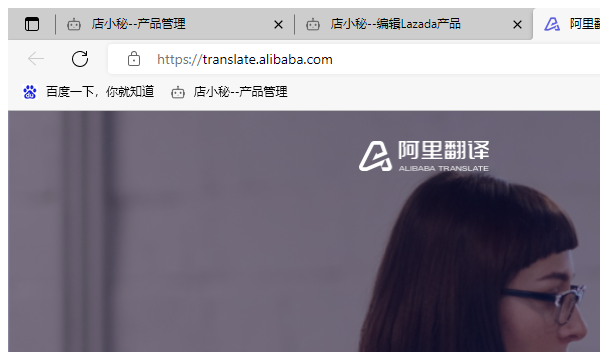 店小秘--产品管理
店小秘--编辑Lazada产品
阿里
https://translate.alibaba.com
百度一下，你就知道
店小秘--产品管理
阿里翻译
ALIBABA TRANSLATE